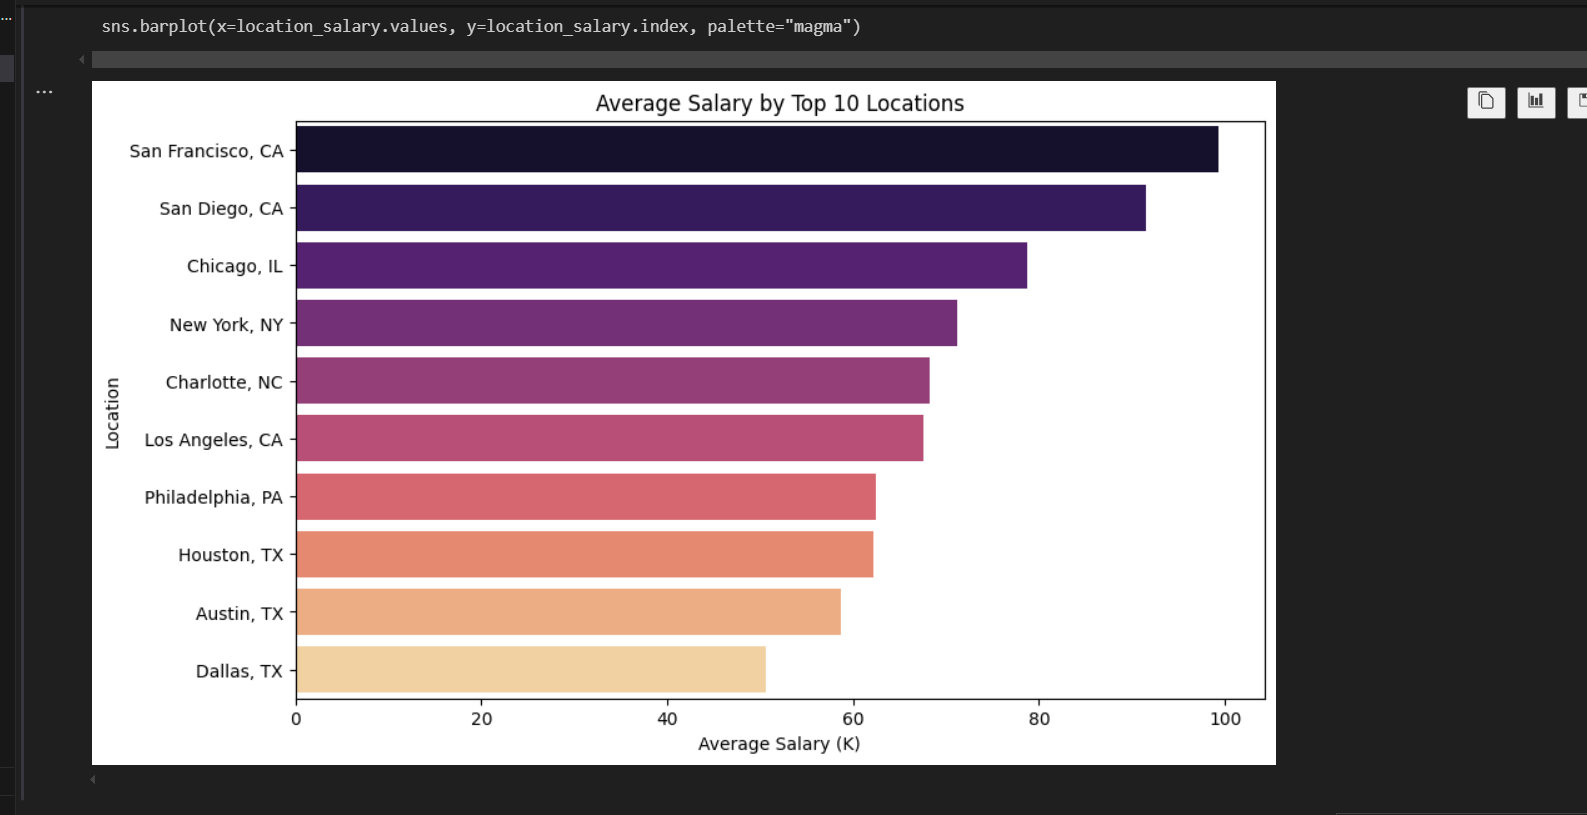 sns.barplot(x=location_salary.values, y=location_salary.index, palette="magma")
...
...
Average Salary by Top 10 Locations
San Francisco, CA
San Diego, CA
Chicago, IL
New York, NY
Charlotte, NC
Los Angeles, CA
Philadelphia, PA
Houston, TX
Austin, TX
Dallas, TX
Location
0 20 40 60 80 100
Average Salary (K)